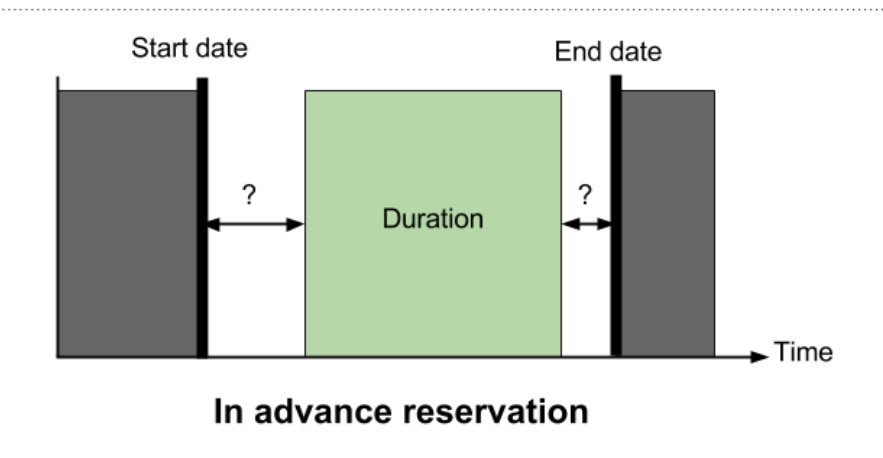 Start date
End date
?
?
Duration
Time
In advance reservation